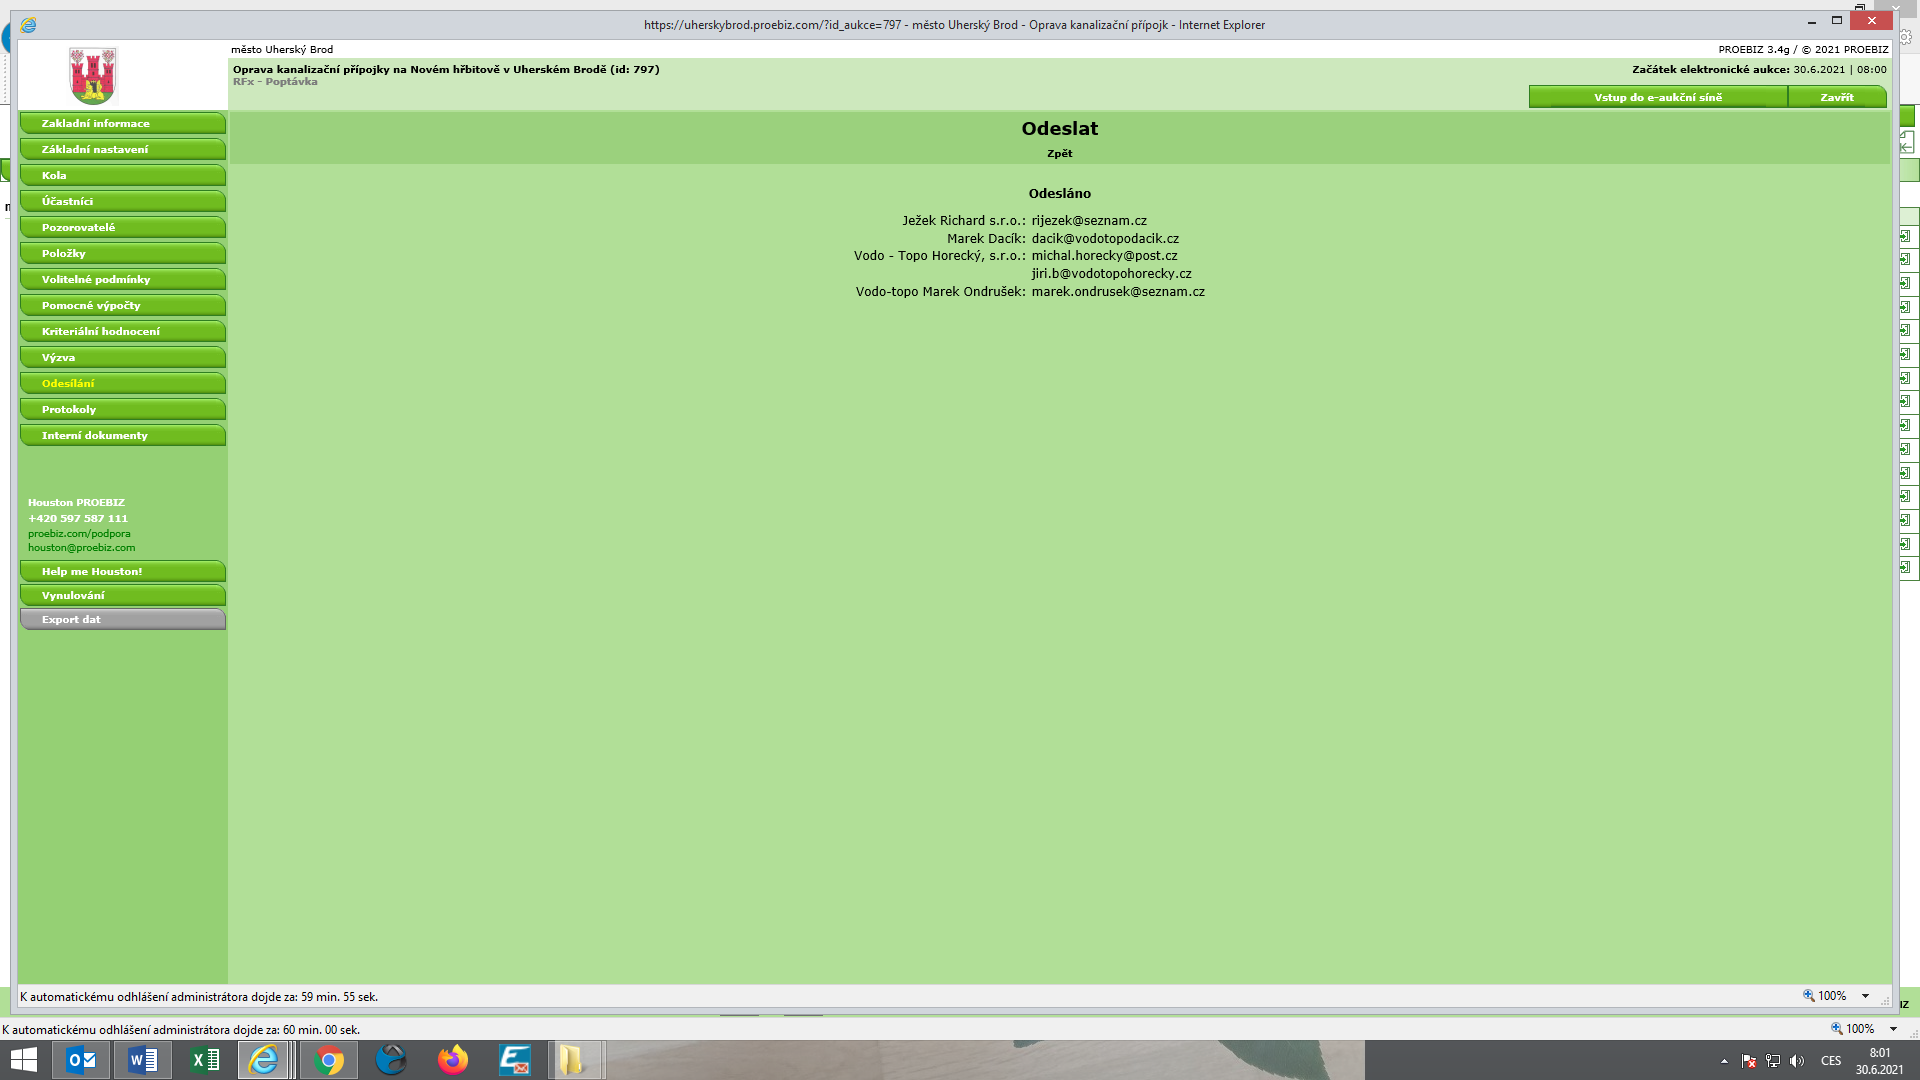 https://uherskybrod.proebiz.com/?id_aukce=797 - město Uherský Brod - Oprava kanalizační přípojk - Internet Explorer
město Uherský Brod
PROEBIZ 3.4g / © 2021 PROEBIZ
Oprava kanalizační přípojky na Novém hřbitově v Uherském Brodě (id: 797)
Začátek elektronické aukce: 30.6.2021 | 08:00
RFx - Poptávka
Vstup do e-aukční síně
Zavřít
Zakladní informace
Základní nastavení
Kola
Účastníci
Pozorovatelé
Položky
Volitelné podmínky
Pomocné výpočty
Kriteriální hodnocení
Výzva
Odesílání
Protokoly
Interní dokumenty
Houston PROEBIZ
+420 597 587 111
proebiz.com/podpora
houston@proebiz.com
Help me Houston!
Vynulování
Export dat
Odeslat
Zpět
Odesláno
Ježek Richard s.r.o.: rijezek@seznam.cz
Marek Dacík: dacik@vodotopodacik.cz
Vodo - Topo Horecký, s.r.o.: michal.horecky@post.cz
jiri.b@vodotopohorecky.cz
Vodo-topo Marek Ondrušek: marek.ondrusek@seznam.cz
K automatickému odhlášení administrátora dojde za: 59 min. 55 sek.
100%
K automatickému odhlášení administrátora dojde za: 60 min. 00 sek.
100%
CES
8:01
30.6.2021